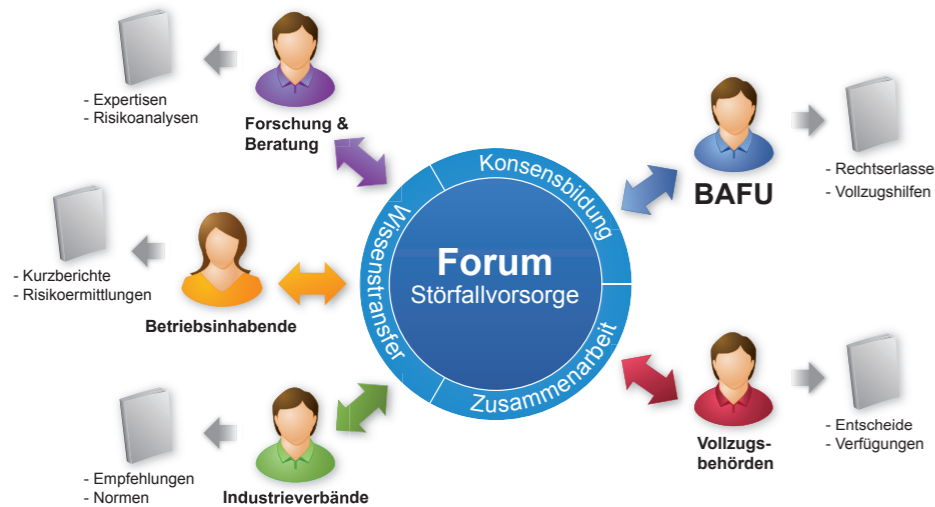 - Expertisen
- Risikoanalysen
Forschung &
Beratung
- Kurzberichte
- Risikoermittlungen
Betriebsinhabende
- Empfehlungen
- Normen
Industrieverbände
Konsensbildung
Wissenstransfer
Zusammenarbeit
Forum
Störfallvorsorge
BAFU
- Rechtserlasse
- Vollzugshilfen
Vollzugs-
behörden
- Entscheide
- Verfügungen